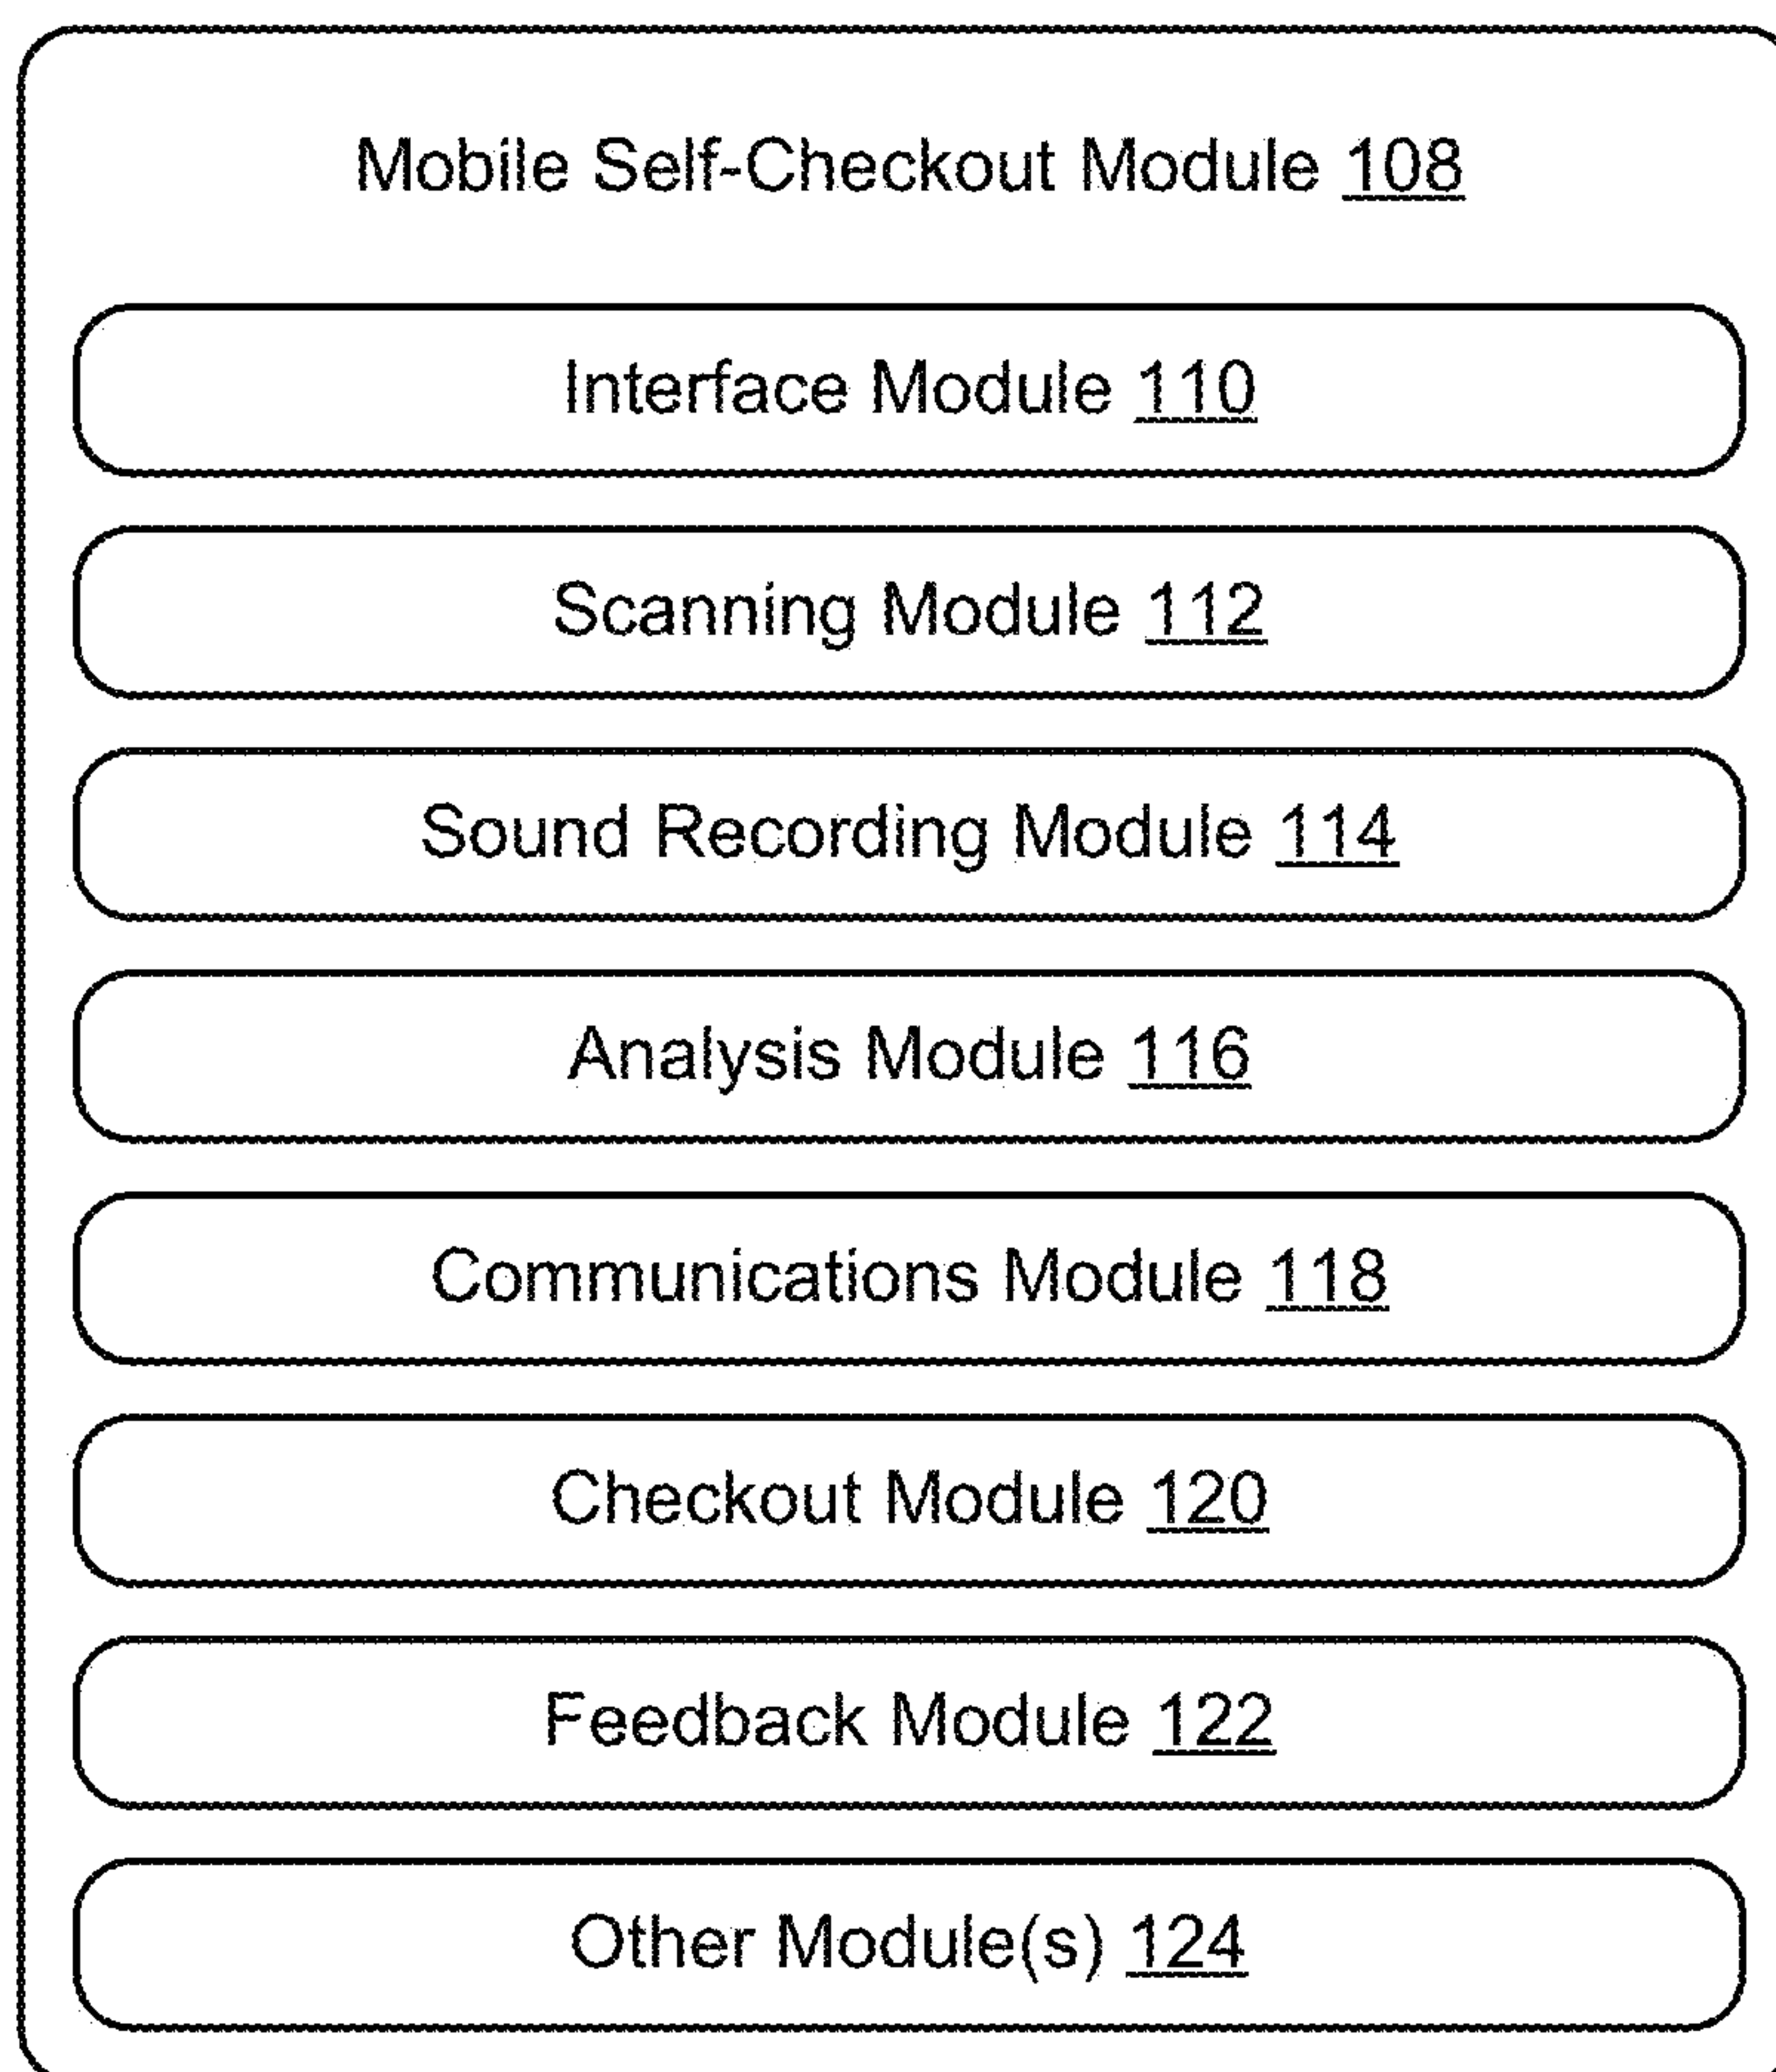 Mobile Self-Checkout Module 108
Interface Module 110
Scanning Module 112
Sound Recording Module 114
Analysis Module 116
Communications Module 118
Checkout Module 120
Feedback Module 122
Other Module(s) 124